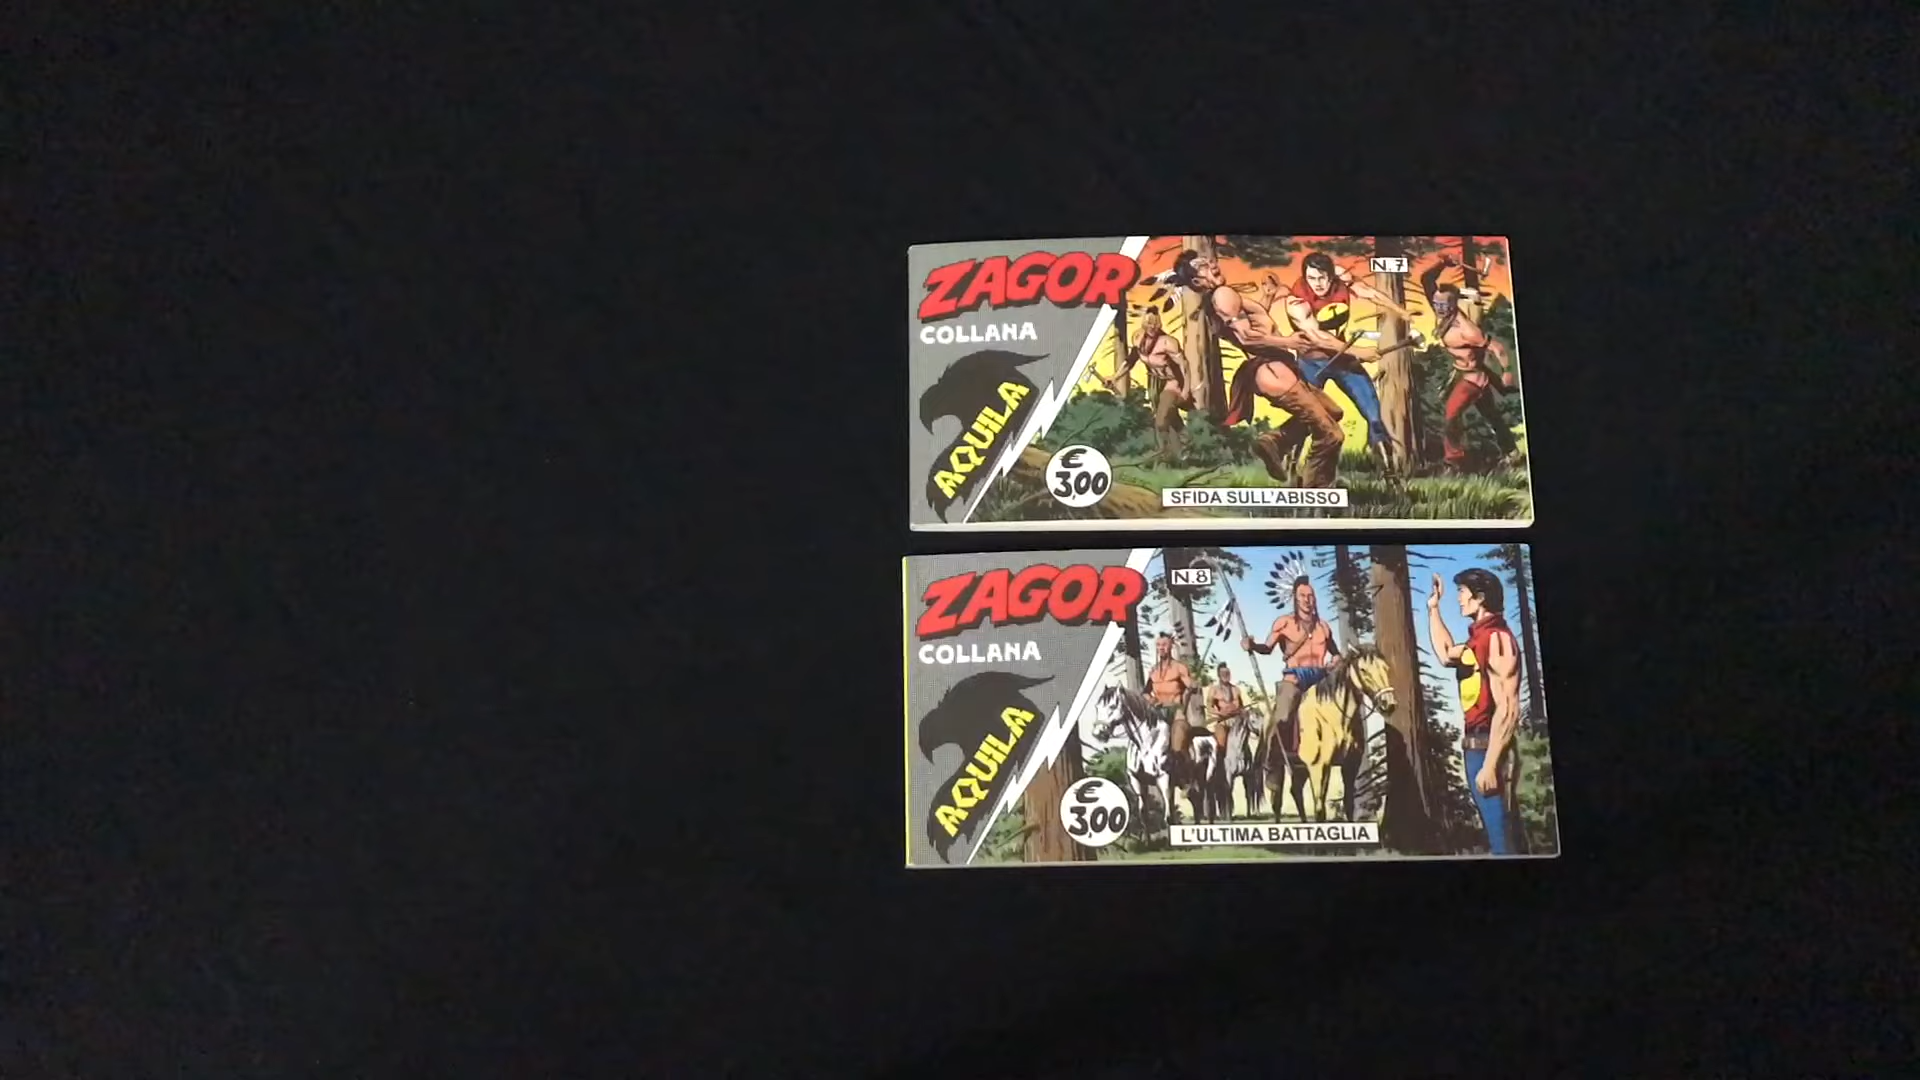 ZAGOR
COLLANA
AQUILA
N.7
€
3,00
SFIDA SULL'ABISSO
ZAGOR
COLLANA
AQUILA
N.8
€
3,00
L'ULTIMA BATTAGLIA